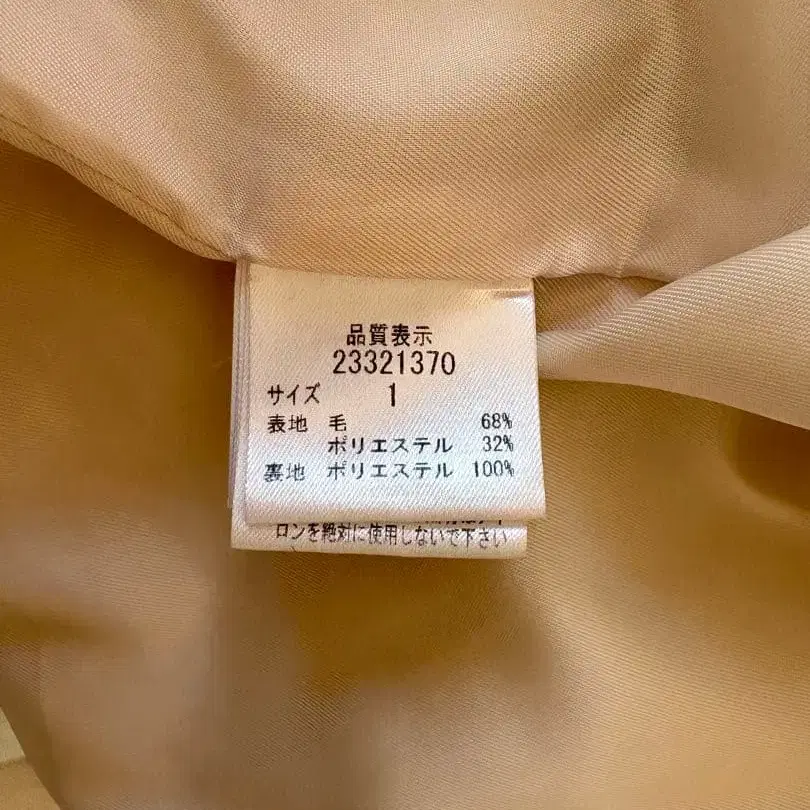 品質表示
23321370
サイズ 1
表地 毛 68%
ポリエステル 32%
裏地 ポリエステル 100%
ロンを絶対に使用しないで下さい